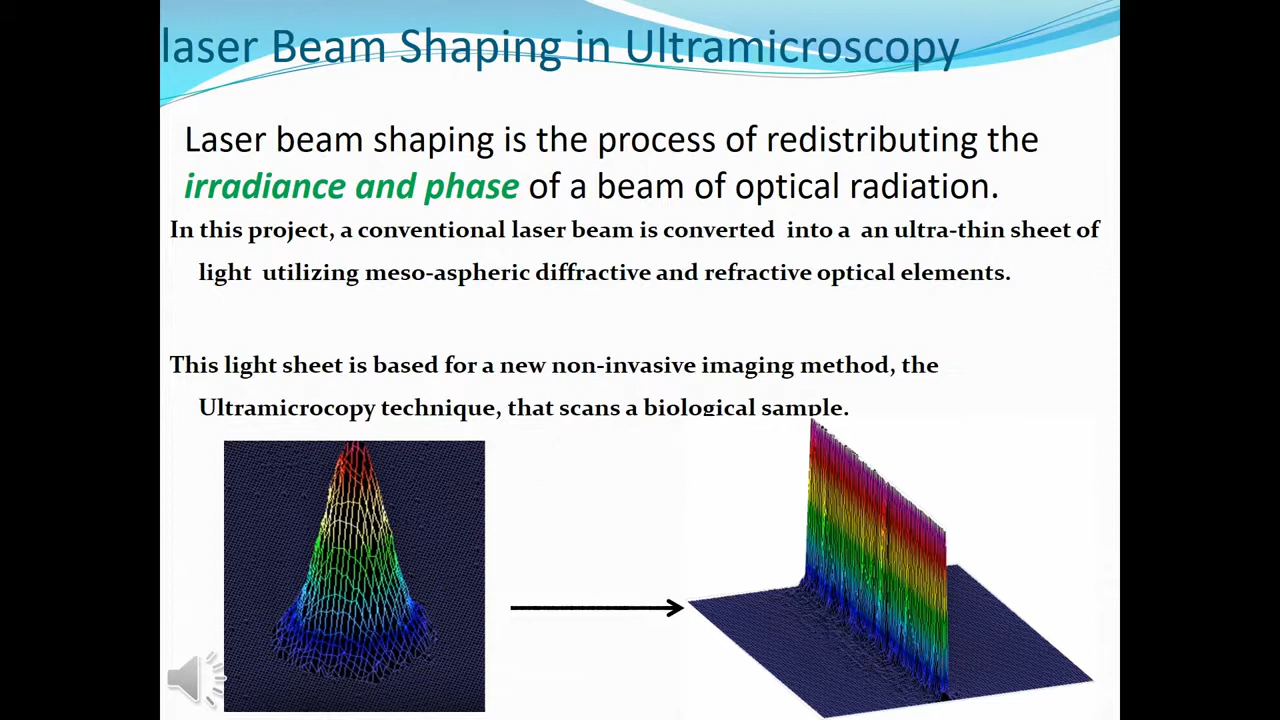 laser Beam Shaping in Ultramicroscopy
Laser beam shaping is the process of redistributing the
irradiance and phase of a beam of optical radiation.
In this project, a conventional laser beam is converted into a an ultra-thin sheet of
light utilizing meso-aspheric diffractive and refractive optical elements.
This light sheet is based for a new non-invasive imaging method, the
Ultramicrocopy technique, that scans a biological sample.